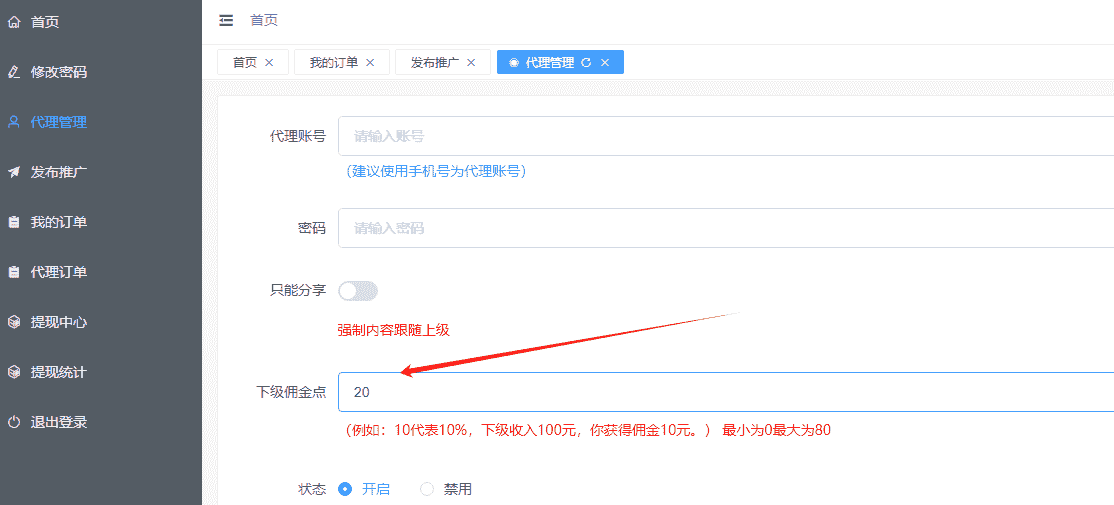 首页
修改密码
代理管理
发布推广
我的订单
代理订单
提现中心
提现统计
退出登录
首页
首页 我的订单 发布推广 代理管理
代理账号 请输入账号
（建议使用手机号为代理账号）
密码 请输入密码
只能分享
强制内容跟随上级
下级佣金点 20
（例如：10代表10%，下级收入100元，你获得佣金10元。） 最小为0最大为80
状态 开启 禁用